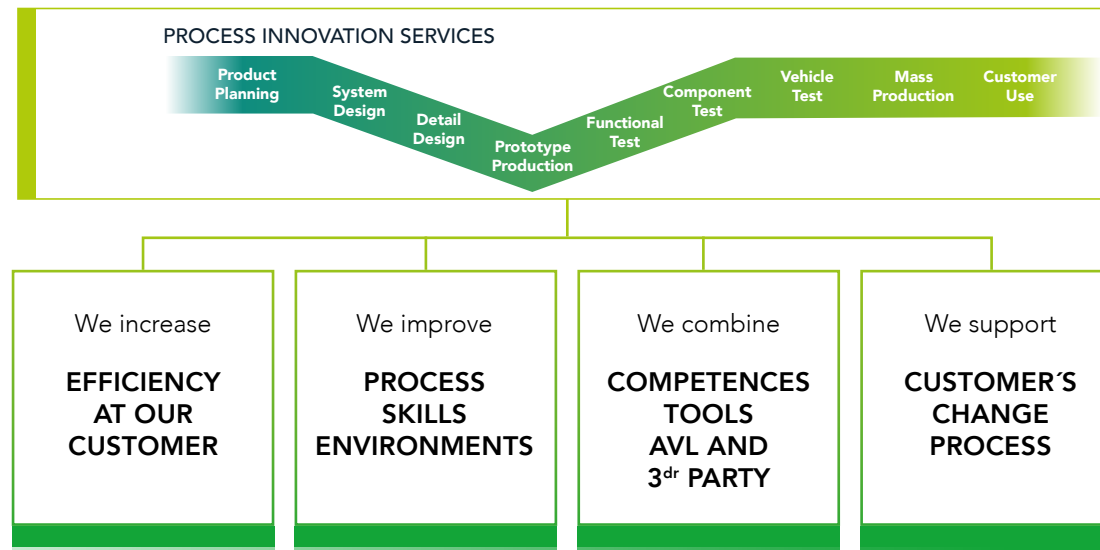 PROCESS INNOVATION SERVICES
Product
Planning
System
Design
Detail
Design
Prototype
Production
Functional
Test
Component
Test
Vehicle
Test
Mass
Production
Customer
Use
We increase
EFFICIENCY
AT OUR
CUSTOMER
We improve
PROCESS
SKILLS
ENVIRONMENTS
We combine
COMPETENCES
TOOLS
AVL AND
3dr PARTY
We support
CUSTOMER´S
CHANGE
PROCESS